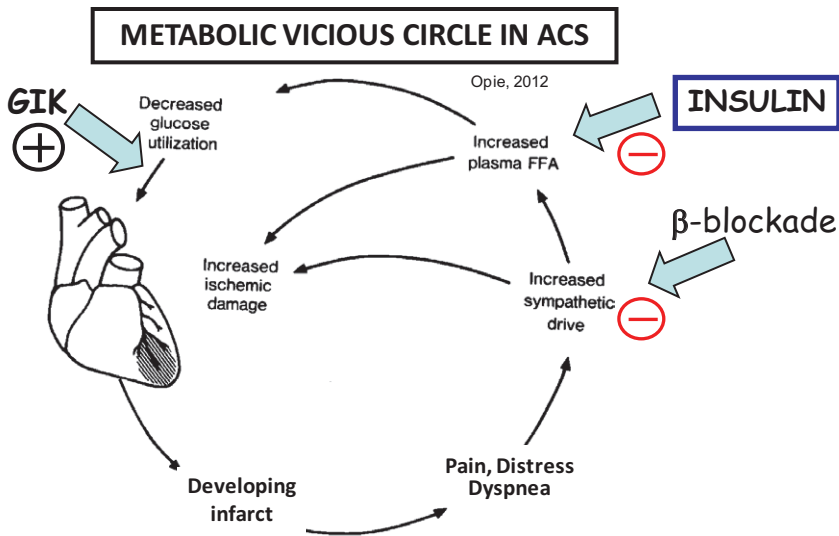 METABOLIC VICIOUS CIRCLE IN ACS
Opie, 2012
GIK
+
Decreased
glucose
utilization
Increased
plasma FFA
INSULIN
−
β-blockade
Increased
ischemic
damage
Increased
sympathetic
drive
−
Developing
infarct
Pain, Distress
Dyspnea